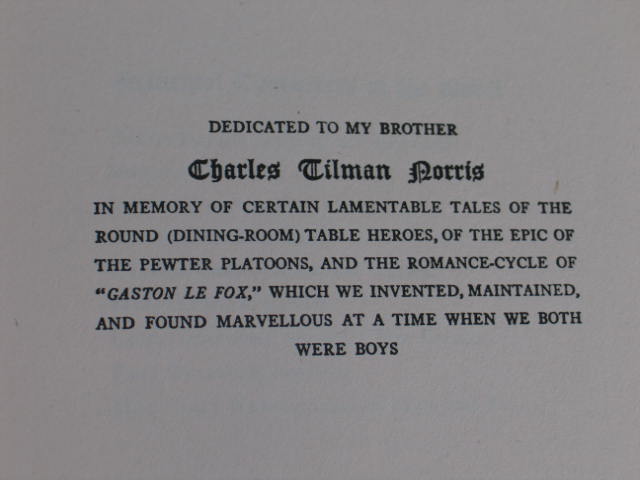 DEDICATED TO MY BROTHER
Charles Tilman Norris
IN MEMORY OF CERTAIN LAMENTABLE TALES OF THE
ROUND (DINING-ROOM) TABLE HEROES, OF THE EPIC OF
THE PEWTER PLATOONS, AND THE ROMANCE-CYCLE OF
"GASTON LE FOX," WHICH WE INVENTED, MAINTAINED,
AND FOUND MARVELLOUS AT A TIME WHEN WE BOTH
WERE BOYS